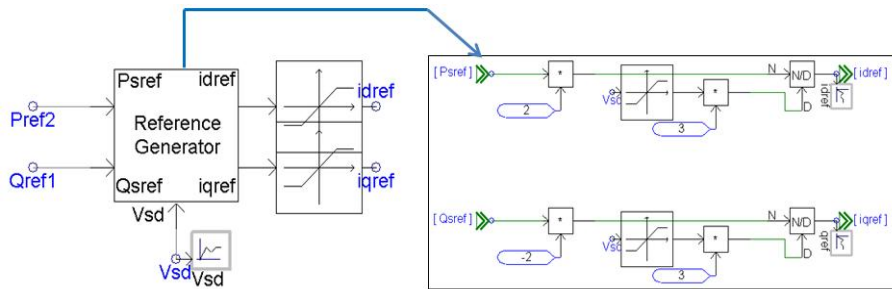 Psref idref
Pref2
Reference
Generator
Qref1
Qsref iqref
Vsd
Vsd
Vsd
idref
iqref
[ Psref ]
*
2
Vsd
*
3
N
N/D
D
[ idref ]
idref
[ Qsref ]
*
-2
Vsd
*
3
N
N/D
D
[ iqref ]
qref